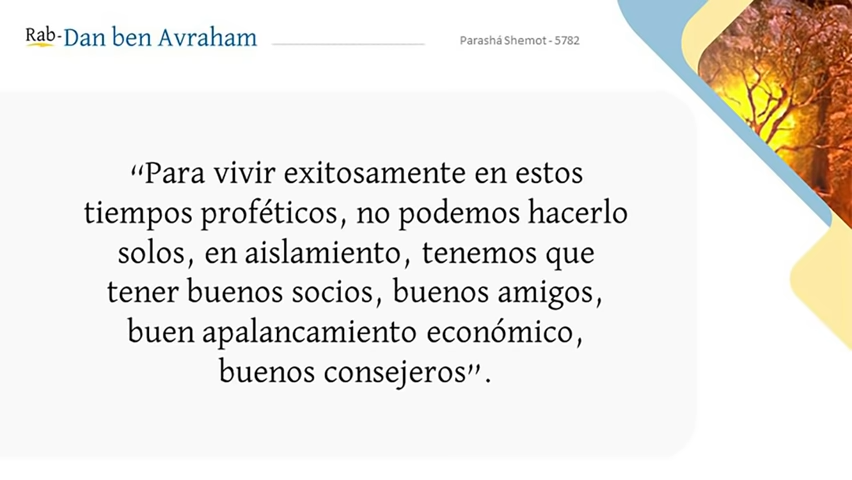 Rab-Dan ben Avraham
Parashá Shemot - 5782
“Para vivir exitosamente en estos
tiempos proféticos, no podemos hacerlo
solos, en aislamiento, tenemos que
tener buenos socios, buenos amigos,
buen apalancamiento económico,
buenos consejeros”.